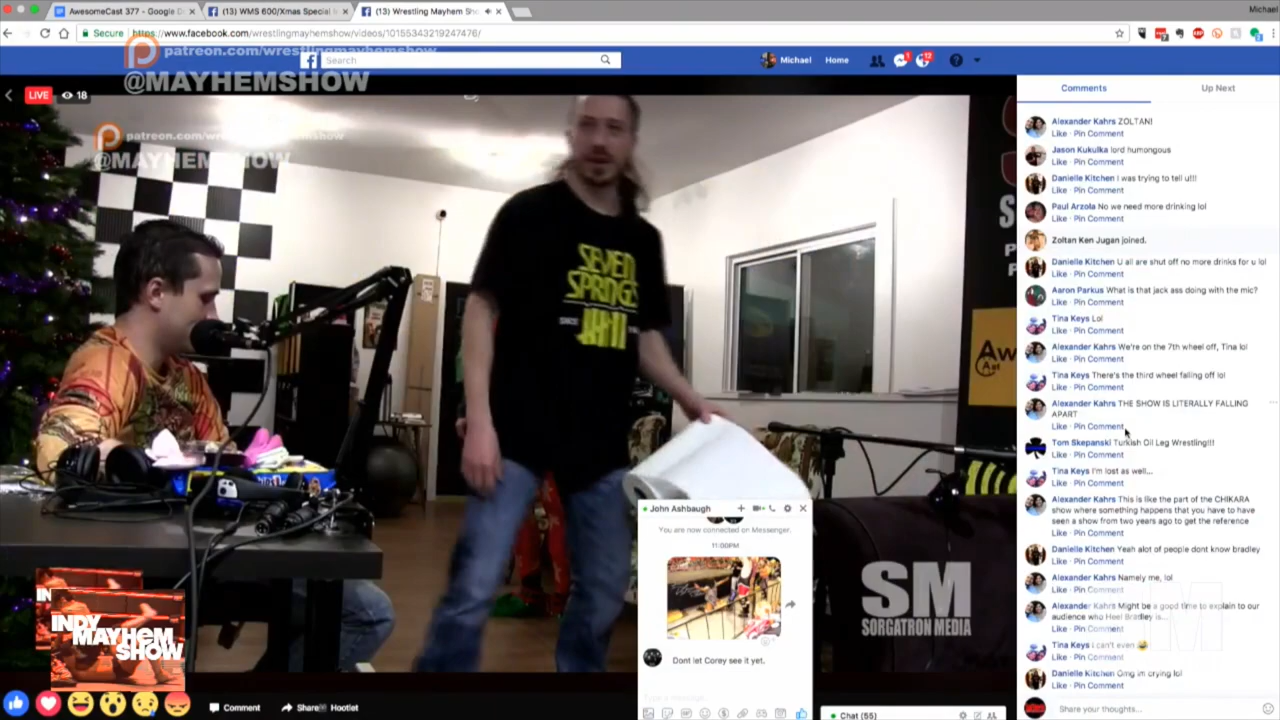 AwesomeCast 377 - Google D
(13) WMS 600/Xmas Special
(13) Wrestling Mayhem Sh
Michael
Secure
https://www.facebook.com/wrestlingmayhemshow/videos/10155343219247476/
patreon.com/wrestlingmayhemshow
@MAYHEMSHOW
Search
Michael
Home
1
12
LIVE
18
patreon.com/wrestlingmayhemshow
@MAYHEMSHOW
Comments
Up Next
Alexander Kahrs ZOLTAN!
Like · Pin Comment
Jason Kukulka lord humongous
Like · Pin Comment
Danielle Kitchen I was trying to tell u!!!
Like · Pin Comment
Paul Arzola No we need more drinking lol
Like · Pin Comment
Zoltan Ken Jugan joined.
Danielle Kitchen U all are shut off no more drinks for u lol
Like · Pin Comment
Aaron Parkus What is that jack ass doing with the mic?
Like · Pin Comment
Tina Keys Lol
Like · Pin Comment
Alexander Kahrs We're on the 7th wheel off, Tina lol
Like · Pin Comment
Tina Keys There's the third wheel falling off lol
Like · Pin Comment
Alexander Kahrs THE SHOW IS LITERALLY FALLING
APART
Like · Pin Comment
Tom Skepanski Turkish Oil Leg Wrestling!!!
Like · Pin Comment
Tina Keys I'm lost as well...
Like · Pin Comment
Alexander Kahrs This is like the part of the CHIKARA
show where something happens that you have to have
seen a show from two years ago to get the reference
Like · Pin Comment
Danielle Kitchen Yeah alot of people dont know bradley
Like · Pin Comment
Alexander Kahrs Namely me, lol
Like · Pin Comment
Alexander Kahrs Might be a good time to explain to our
audience who Heel Bradley is...
Like · Pin Comment
Tina Keys I can't even 😂
Like · Pin Comment
Danielle Kitchen Omg im crying lol
Like · Pin Comment
Share your thoughts...
SEVEN
SPRINGS
SINCE
Aw
SM
SORGATRON MEDIA
John Ashbaugh
You are now connected on Messenger.
11:00PM
Dont let Corey see it yet.
Type a message...
Chat (55)
INDY
MAYHEM
SHOW
Comment
Share
Hootlet